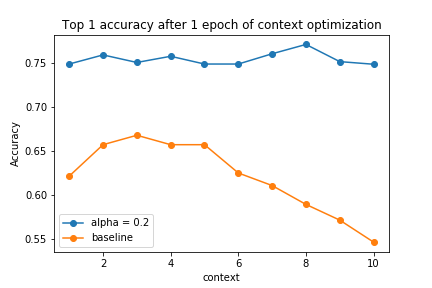 Top 1 accuracy after 1 epoch of context optimization
0.75
0.70
0.65
0.60
0.55
Accuracy
alpha = 0.2
baseline
2 4 6 8 10
context